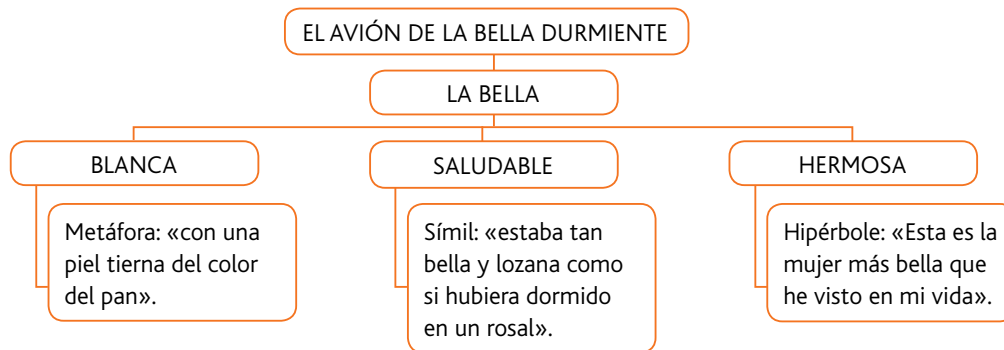 EL AVIÓN DE LA BELLA DURMIENTE
LA BELLA
BLANCA
Metáfora: «con una
piel tierna del color
del pan».
SALUDABLE
Símil: «estaba tan
bella y lozana como
si hubiera dormido
en un rosal».
HERMOSA
Hipérbole: «Esta es la
mujer más bella que
he visto en mi vida».